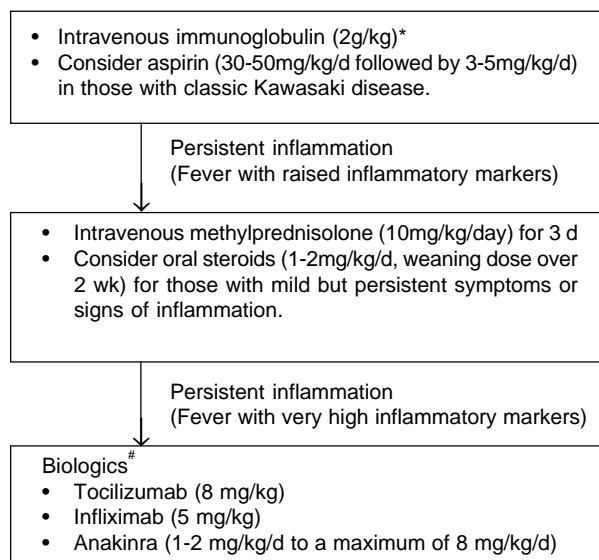 • Intravenous immunoglobulin (2g/kg)*
• Consider aspirin (30-50mg/kg/d followed by 3-5mg/kg/d)
in those with classic Kawasaki disease.
Persistent inflammation
(Fever with raised inflammatory markers)
• Intravenous methylprednisolone (10mg/kg/day) for 3 d
• Consider oral steroids (1-2mg/kg/d, weaning dose over
2 wk) for those with mild but persistent symptoms or
signs of inflammation.
Persistent inflammation
(Fever with very high inflammatory markers)
Biologics#
• Tocilizumab (8 mg/kg)
• Infliximab (5 mg/kg)
• Anakinra (1-2 mg/kg/d to a maximum of 8 mg/kg/d)